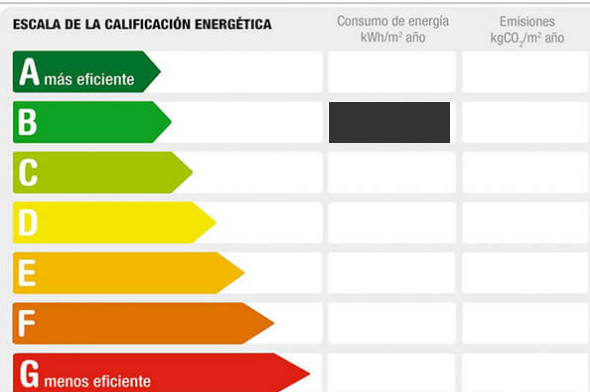 ESCALA DE LA CALIFICACIÓN ENERGÉTICA
Consumo de energía
kWh/m² año
Emisiones
kgCO₂/m² año
A más eficiente
B
C
D
E
F
G menos eficiente